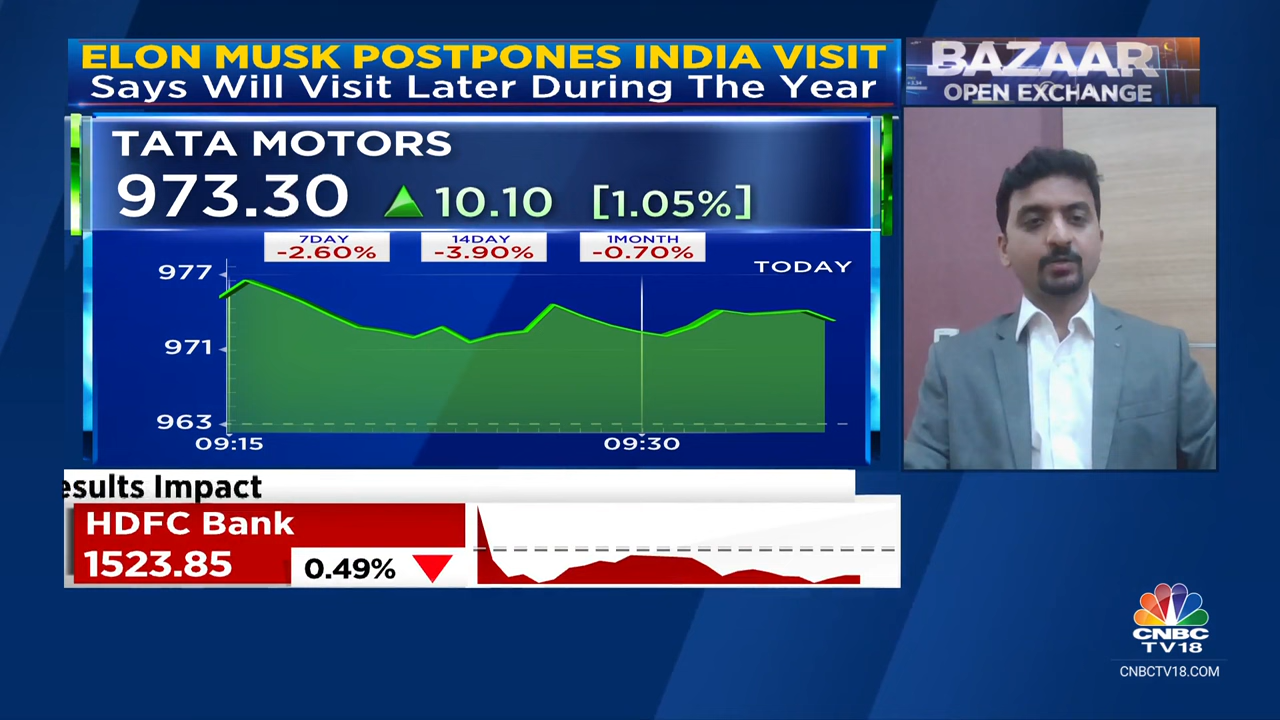 ELON MUSK POSTPONES INDIA VISIT
Says Will Visit Later During The Year
BAZAAR
OPEN EXCHANGE
TATA MOTORS
973.30 ▲ 10.10 [1.05%]
7DAY 14DAY 1MONTH
-2.60% -3.90% -0.70%
TODAY
977
971
963
09:15 09:30
esults Impact
HDFC Bank
1523.85 0.49% ▼
CNBC
TV18
CNBCTV18.COM